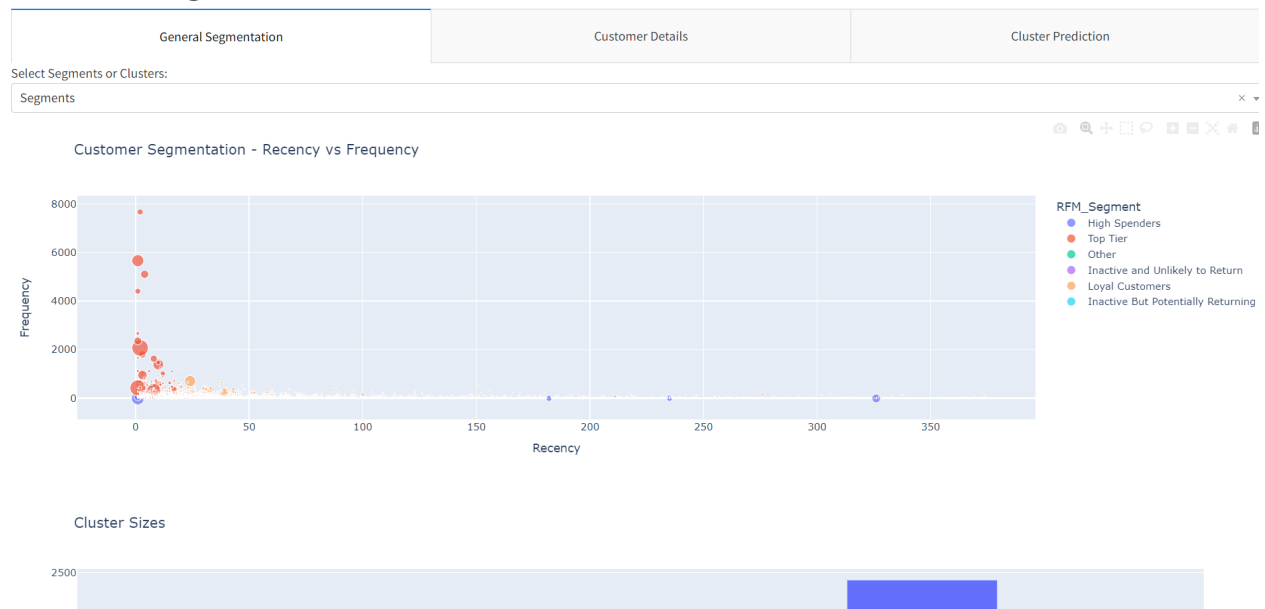 General Segmentation
Customer Details
Cluster Prediction
Select Segments or Clusters:
Segments
Customer Segmentation - Recency vs Frequency
8000
6000
4000
2000
0
Frequency
0 50 100 150 200 250 300 350
Recency
RFM_Segment
High Spenders
Top Tier
Other
Inactive and Unlikely to Return
Loyal Customers
Inactive But Potentially Returning
Cluster Sizes
2500